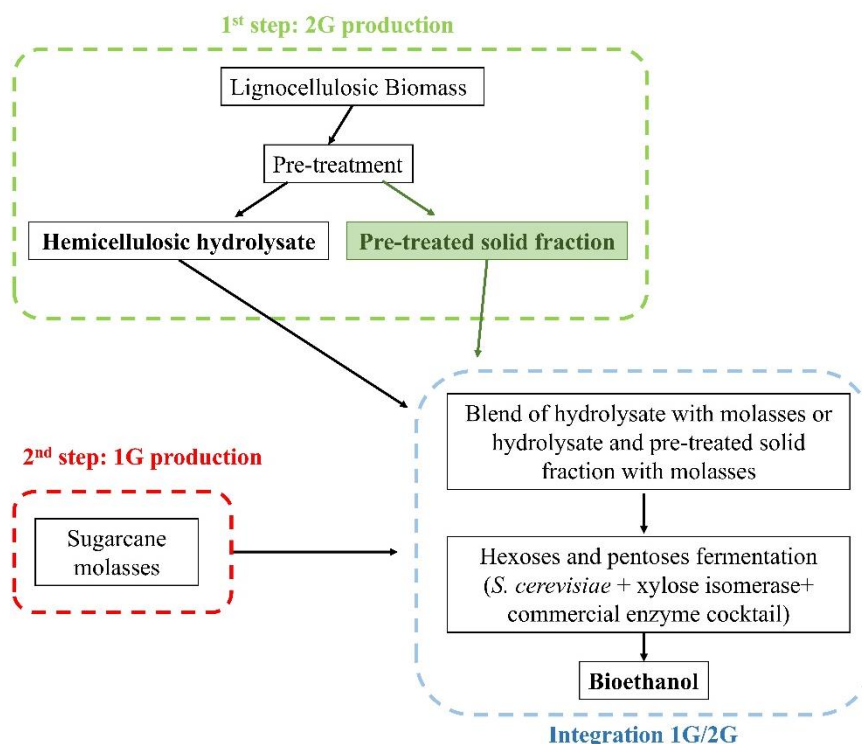 1st step: 2G production
Lignocellulosic Biomass
Pre-treatment
Hemicellulosic hydrolysate
Pre-treated solid fraction
Blend of hydrolysate with molasses or
hydrolysate and pre-treated solid
fraction with molasses
2nd step: 1G production
Sugarcane
molasses
Hexoses and pentoses fermentation
(S. cerevisiae + xylose isomerase+
commercial enzyme cocktail)
Bioethanol
Integration 1G/2G